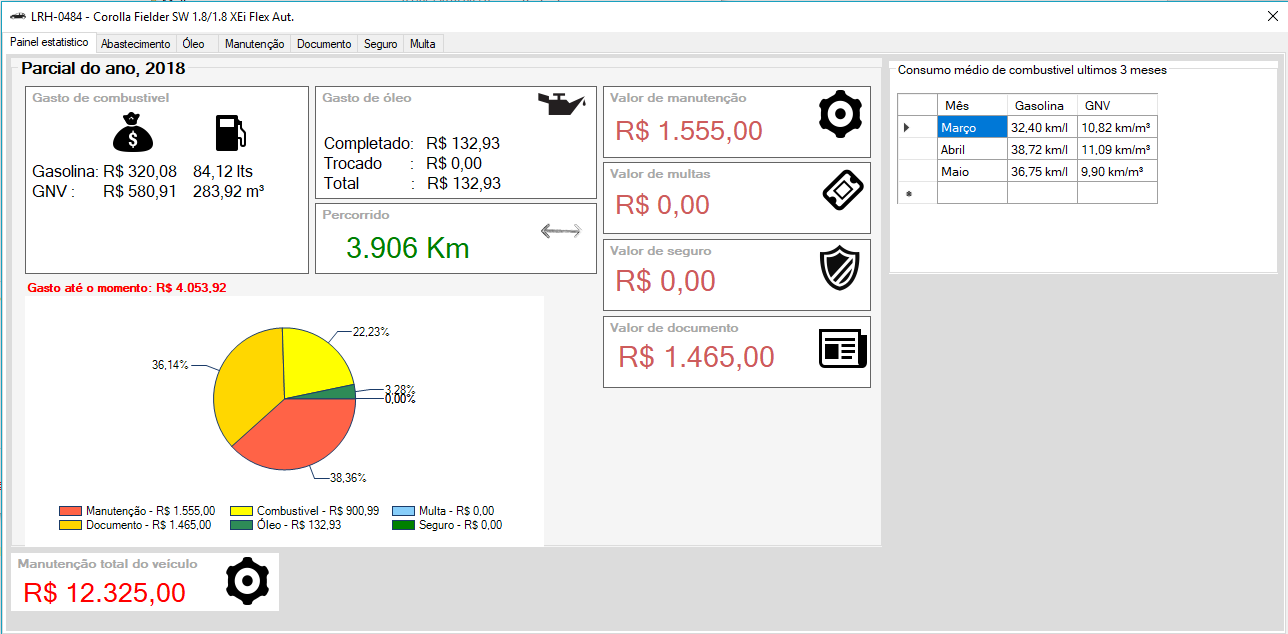 LRH-0484 - Corolla Fielder SW 1.8/1.8 XEi Flex Aut.
Painel estatistico Abastecimento Óleo Manutenção Documento Seguro Multa
Parcial do ano, 2018
Gasto de combustivel
$
Gasolina: R$ 320,08 84,12 lts
GNV : R$ 580,91 283,92 m³
Gasto de óleo
Completado: R$ 132,93
Trocado : R$ 0,00
Total : R$ 132,93
Percorrido
3.906 Km
Valor de manutenção
R$ 1.555,00
Valor de multas
R$ 0,00
Valor de seguro
R$ 0,00
Valor de documento
R$ 1.465,00
Gasto até o momento: R$ 4.053,92
22,23%
36,14%
3,28%
0,00%
38,36%
Manutenção - R$ 1.555,00 Combustivel - R$ 900,99 Multa - R$ 0,00
Documento - R$ 1.465,00 Óleo - R$ 132,93 Seguro - R$ 0,00
Manutenção total do veículo
R$ 12.325,00
Consumo médio de combustivel ultimos 3 meses
Mês Gasolina GNV
Março 32,40 km/l 10,82 km/m³
Abril 38,72 km/l 11,09 km/m³
Maio 36,75 km/l 9,90 km/m³